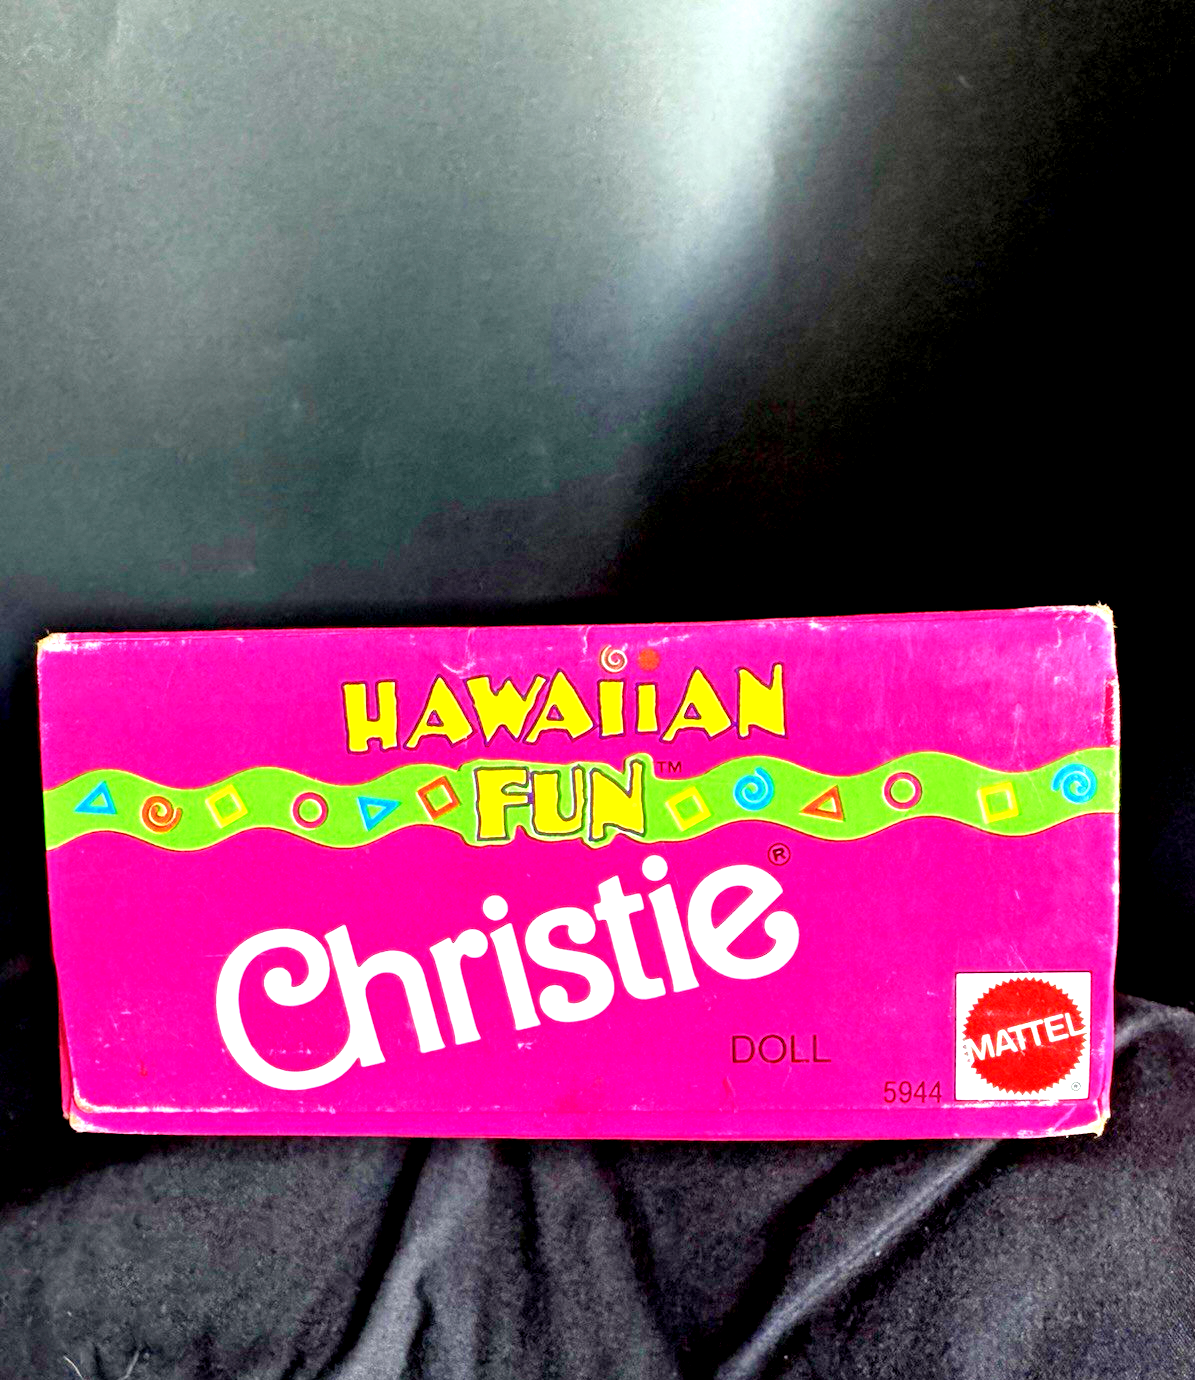 HAWAIIAN
FUN™
Christie®
DOLL
5944
MATTEL
®